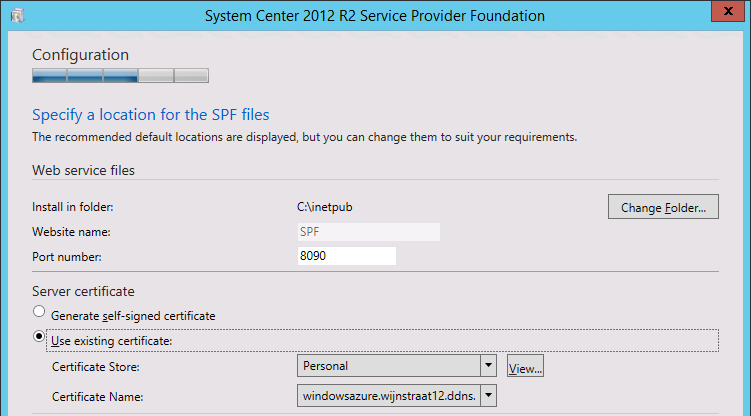 System Center 2012 R2 Service Provider Foundation
x
Configuration
Specify a location for the SPF files
The recommended default locations are displayed, but you can change them to suit your requirements.
Web service files
Install in folder: C:\inetpub Change Folder...
Website name: SPF
Port number: 8090
Server certificate
Generate self-signed certificate
Use existing certificate:
Certificate Store: Personal View...
Certificate Name: windowsazure.wijnstraat12.ddns.